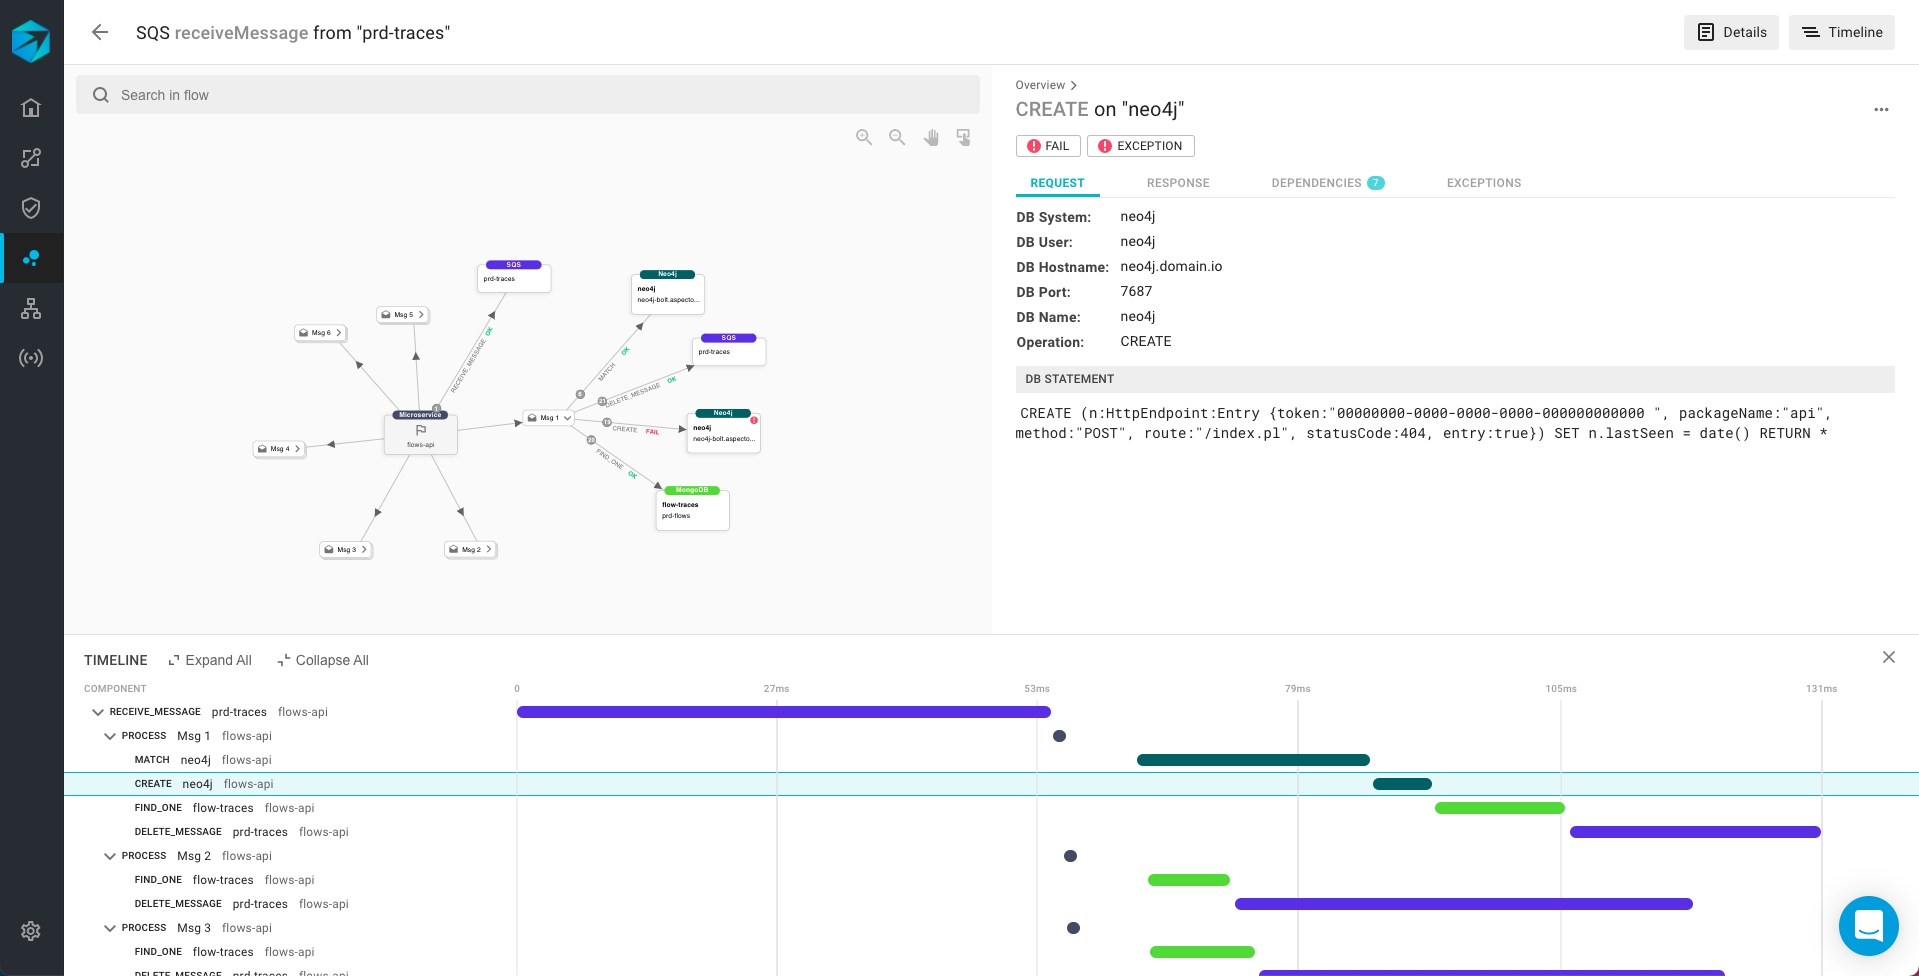 SQS receiveMessage from "prd-traces"
Details
Timeline
Search in flow
SQS
prd-traces
Neo4j
neo4j
neo4j-bolt.aspecto...
Msg 5
Msg 6
RECEIVE_MESSAGE OK
MATCH OK
SQS
prd-traces
DELETE_MESSAGE OK
Microservice
flows-api
Msg 1
Neo4j
neo4j
neo4j-bolt.aspecto...
CREATE FAIL
Msg 4
FIND_ONE OK
MongoDB
flow-traces
prd-flows
Msg 3
Msg 2
Overview
CREATE on "neo4j"
FAIL
EXCEPTION
REQUEST
RESPONSE
DEPENDENCIES 7
EXCEPTIONS
DB System: neo4j
DB User: neo4j
DB Hostname: neo4j.domain.io
DB Port: 7687
DB Name: neo4j
Operation: CREATE
DB STATEMENT
CREATE (n:HttpEndpoint:Entry {token:"00000000-0000-0000-0000-000000000000 ", packageName:"api",
method:"POST", route:"/index.pl", statusCode:404, entry:true}) SET n.lastSeen = date() RETURN *
TIMELINE Expand All Collapse All
COMPONENT 0 27ms 53ms 79ms 105ms 131ms
RECEIVE_MESSAGE prd-traces flows-api
PROCESS Msg 1 flows-api
MATCH neo4j flows-api
CREATE neo4j flows-api
FIND_ONE flow-traces flows-api
DELETE_MESSAGE prd-traces flows-api
PROCESS Msg 2 flows-api
FIND_ONE flow-traces flows-api
DELETE_MESSAGE prd-traces flows-api
PROCESS Msg 3 flows-api
FIND_ONE flow-traces flows-api
DELETE_MESSAGE prd-traces flows-api